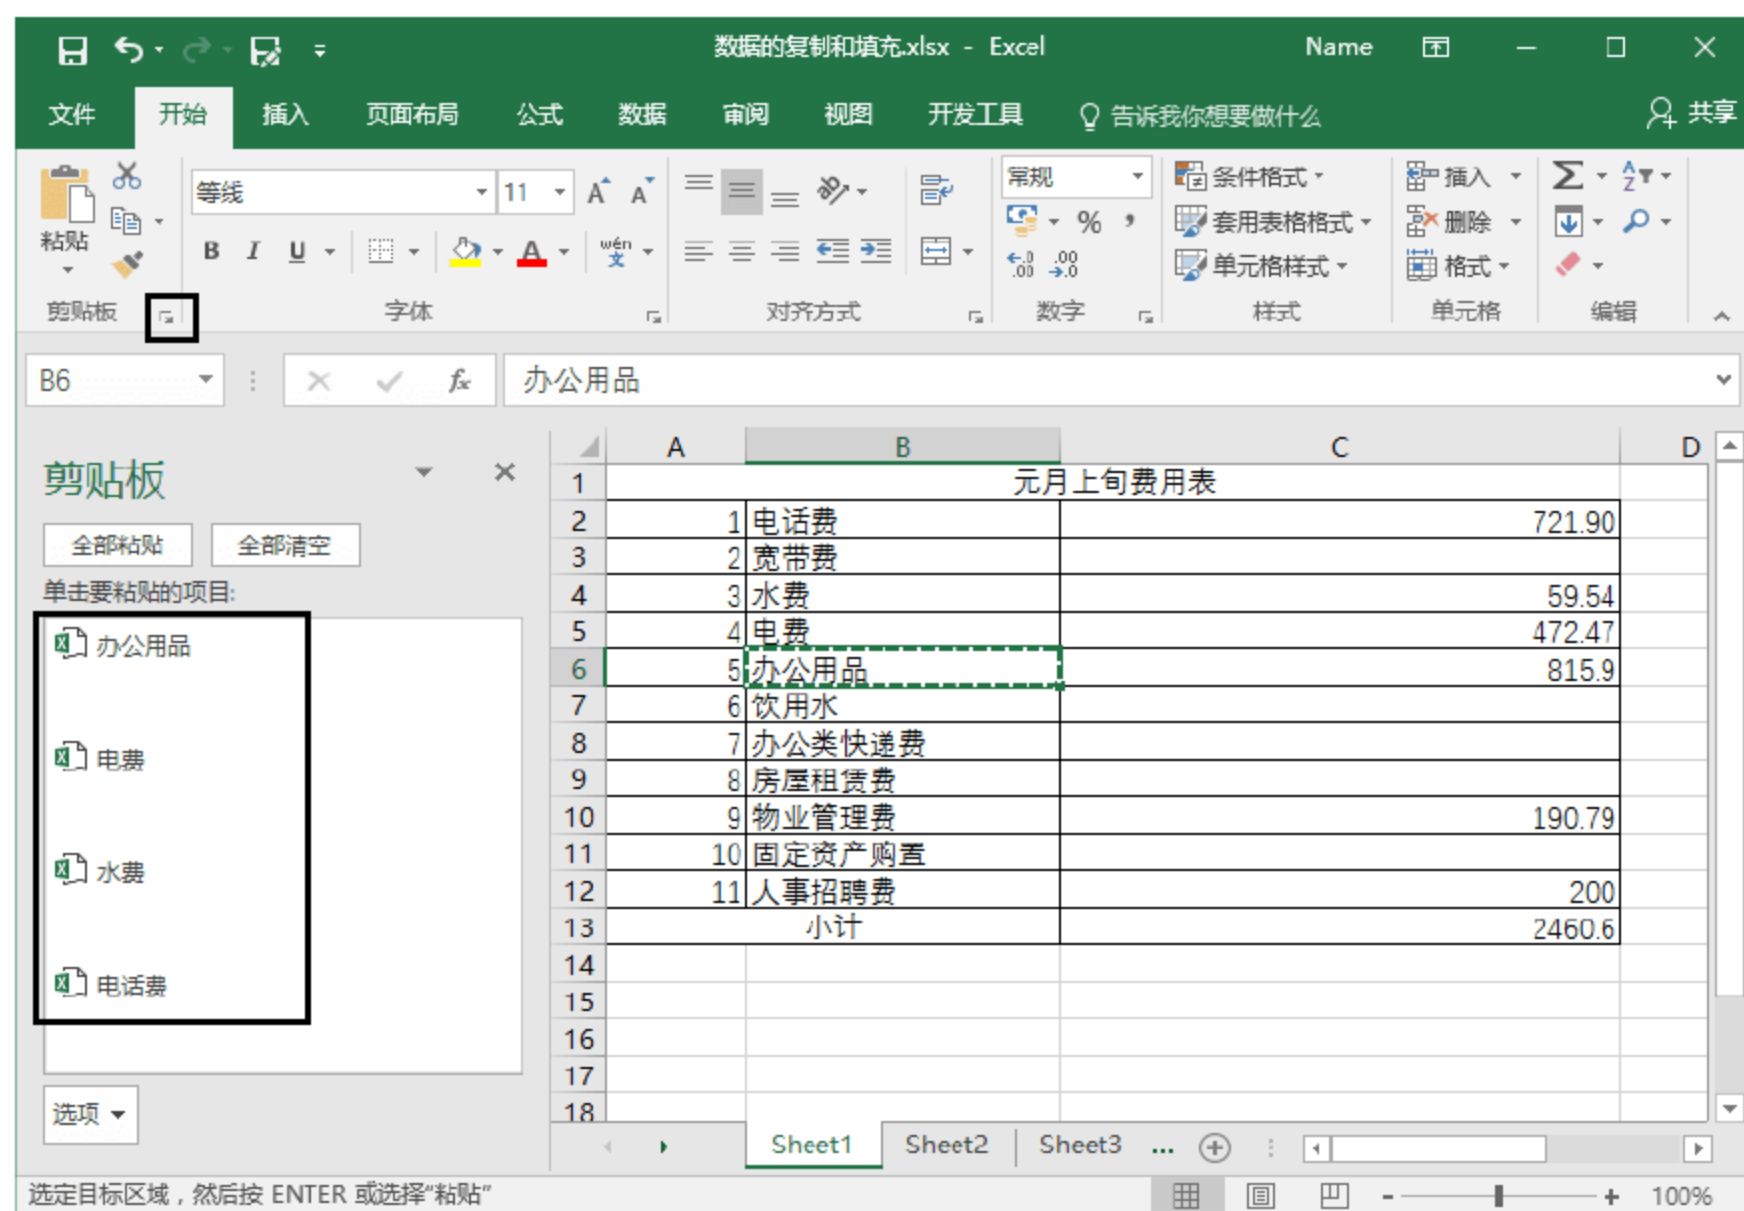 数据的复制和填充.xlsx - Excel Name
文件 开始 插入 页面布局 公式 数据 审阅 视图 开发工具 告诉我你想要做什么 共享
等线 11 常规 条件格式 插入
粘贴 B I U A wén 文 % 套用表格格式 删除
单元格样式 格式
剪贴板 字体 对齐方式 数字 样式 单元格 编辑
B6 fx 办公用品
剪贴板
全部粘贴 全部清空
单击要粘贴的项目:
办公用品
电费
水费
电话费
选项
A B C D
1 元月上旬费用表
2 1 电话费 721.90
3 2 宽带费
4 3 水费 59.54
5 4 电费 472.47
6 5 办公用品 815.9
7 6 饮用水
8 7 办公类快递费
9 8 房屋租赁费
10 9 物业管理费 190.79
11 10 固定资产购置
12 11 人事招聘费 200
13 小计 2460.6
14
15
16
17
18
Sheet1 Sheet2 Sheet3 ...
选定目标区域，然后按 ENTER 或选择“粘贴” 100%